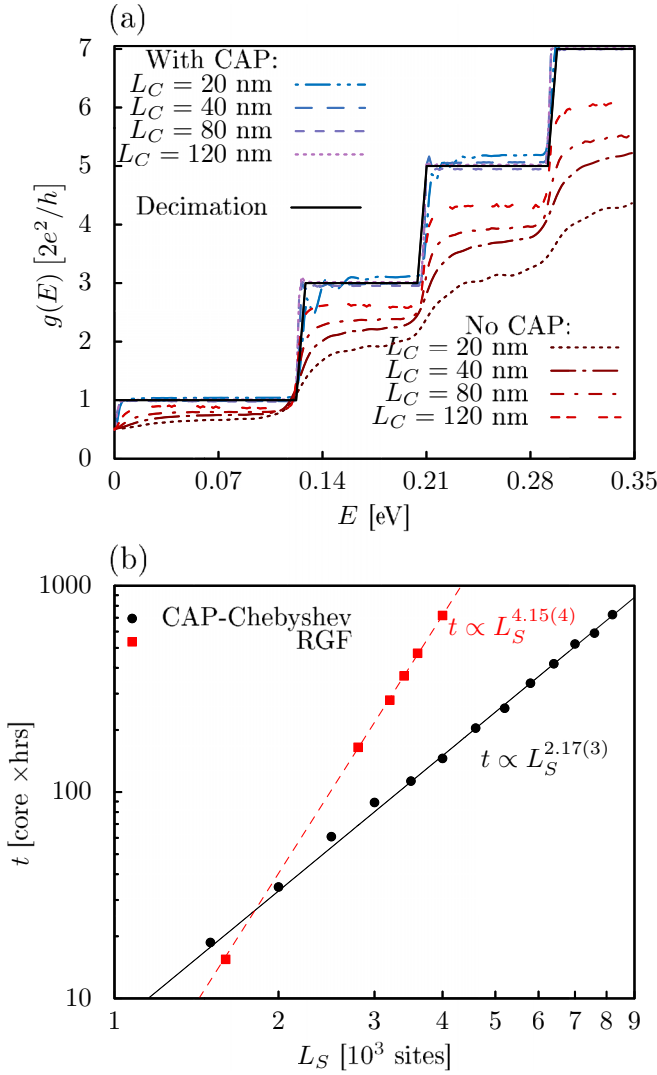 (a)
7
6
5
4
3
2
1
0
g(E) [2e²/h]
With CAP:
L_C = 20 nm
L_C = 40 nm
L_C = 80 nm
L_C = 120 nm
Decimation
No CAP:
L_C = 20 nm
L_C = 40 nm
L_C = 80 nm
L_C = 120 nm
0 0.07 0.14 0.21 0.28 0.35
E [eV]
(b)
1000
100
10
t [core ×hrs]
CAP-Chebyshev
RGF
t ∝ L_S^{4.15(4)}
t ∝ L_S^{2.17(3)}
1 2 3 4 5 6 7 8 9
L_S [10³ sites]